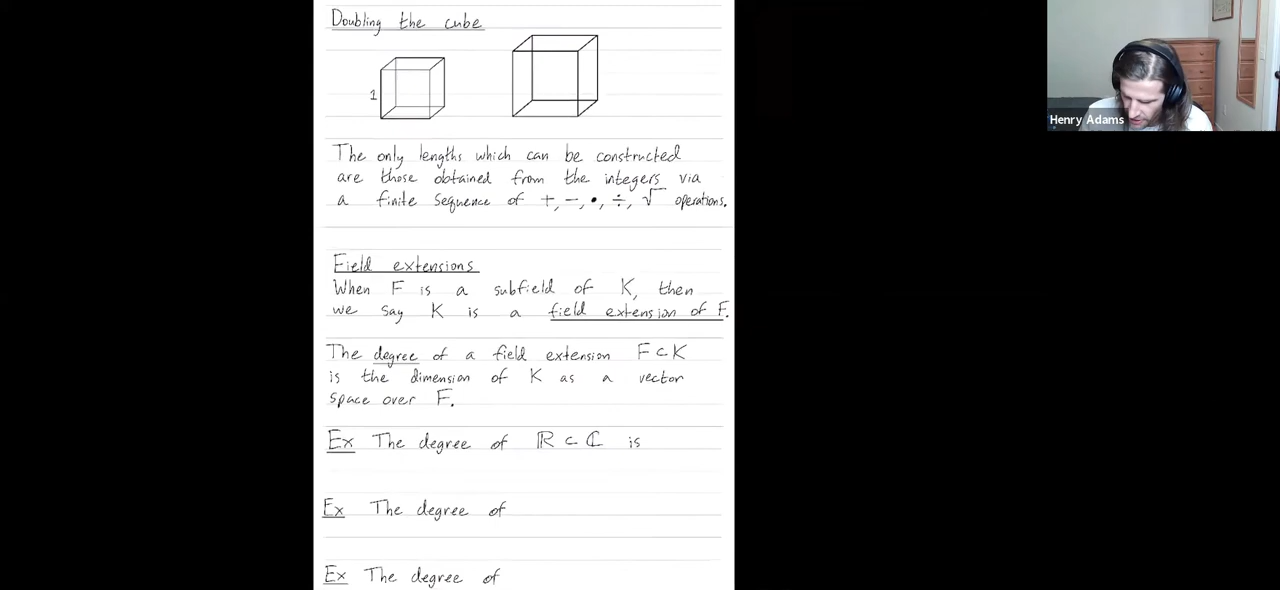 Doubling the cube
1
The only lengths which can be constructed
are those obtained from the integers via
a finite sequence of +, −, •, ÷, √ operations.
Field extensions
When F is a subfield of K, then
we say K is a field extension of F.
The degree of a field extension F ⊂ K
is the dimension of K as a vector
space over F.
Ex The degree of ℝ ⊂ ℂ is
Ex The degree of
Ex The degree of
Henry Adams